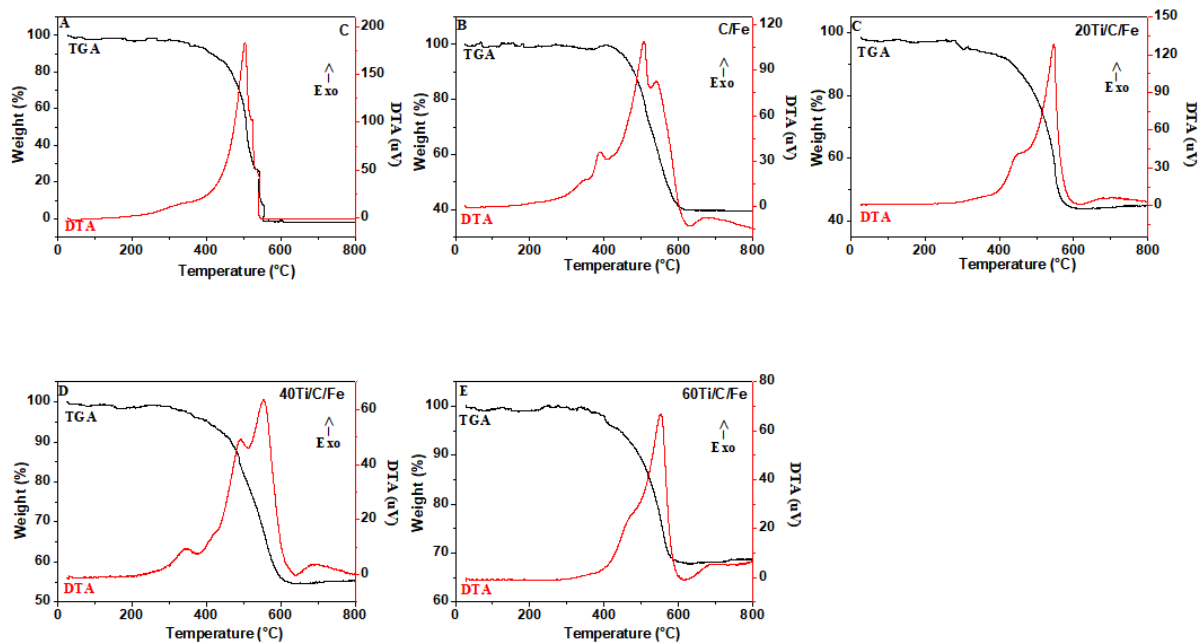 A
C
TGA
DTA
^
Exo
Weight (%)
DTA (uV)
Temperature (°C)
100
80
60
40
20
0
200
150
100
50
0
0 200 400 600 800
B
C/Fe
TGA
DTA
^
Exo
Weight (%)
DTA (uV)
Temperature (°C)
100
80
60
40
120
90
60
30
0
0 200 400 600 800
C
20Ti/C/Fe
TGA
DTA
^
Exo
Weight (%)
DTA (uV)
Temperature (°C)
100
80
60
40
150
120
90
60
30
0
0 200 400 600 800
D
40Ti/C/Fe
TGA
DTA
^
Exo
Weight (%)
DTA (uV)
Temperature (°C)
100
95
90
85
80
75
70
65
60
55
50
60
40
20
0
0 200 400 600 800
E
60Ti/C/Fe
TGA
DTA
^
Exo
Weight (%)
DTA (uV)
Temperature (°C)
100
90
80
70
60
80
60
40
20
0
0 200 400 600 800